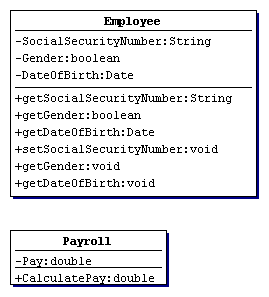 Employee
-SocialSecurityNumber:String
-Gender:boolean
-DateOfBirth:Date
+getSocialSecurityNumber:String
+getGender:boolean
+getDateOfBirth:Date
+setSocialSecurityNumber:void
+getGender:void
+getDateOfBirth:void
Payroll
-Pay:double
+CalculatePay:double